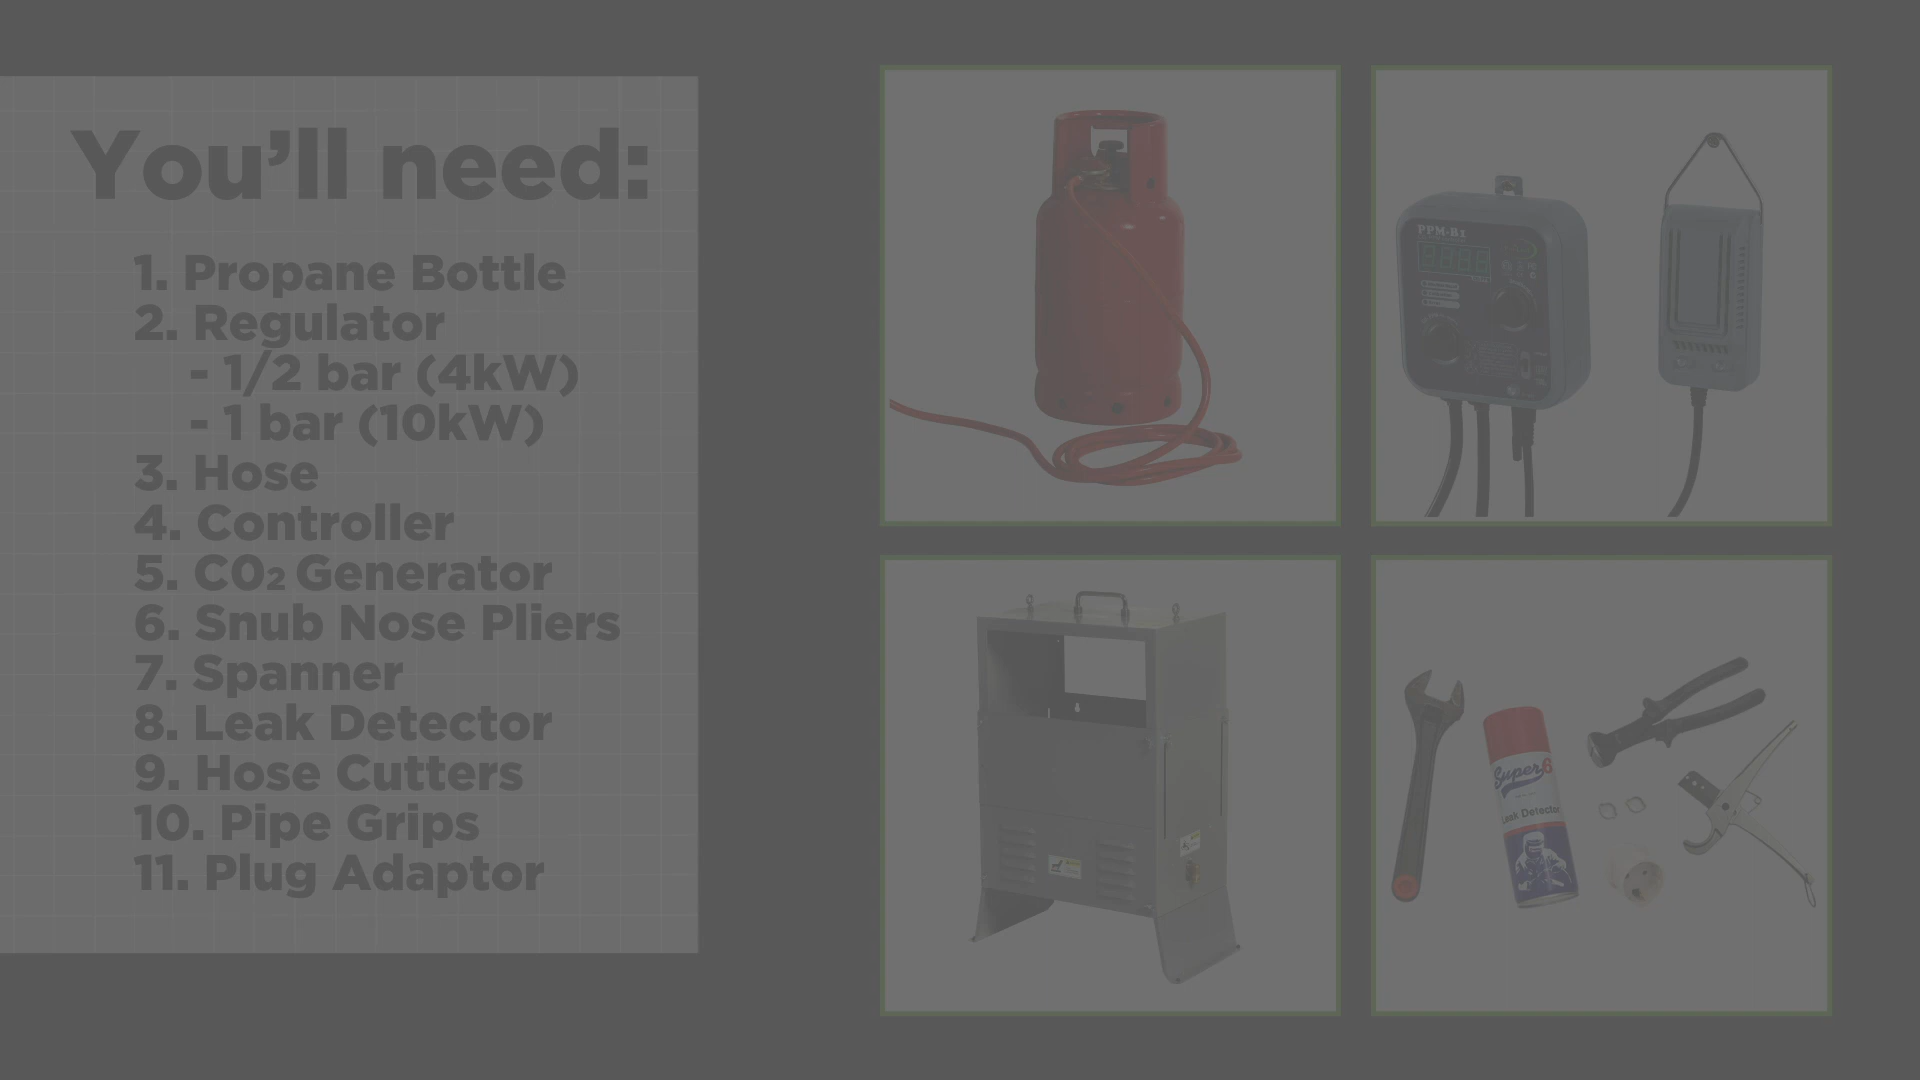 You'll need:
1. Propane Bottle
2. Regulator
- 1/2 bar (4kW)
- 1 bar (10kW)
3. Hose
4. Controller
5. CO₂ Generator
6. Snub Nose Pliers
7. Spanner
8. Leak Detector
9. Hose Cutters
10. Pipe Grips
11. Plug Adaptor
PPM-B1
Super6
Leak Detector